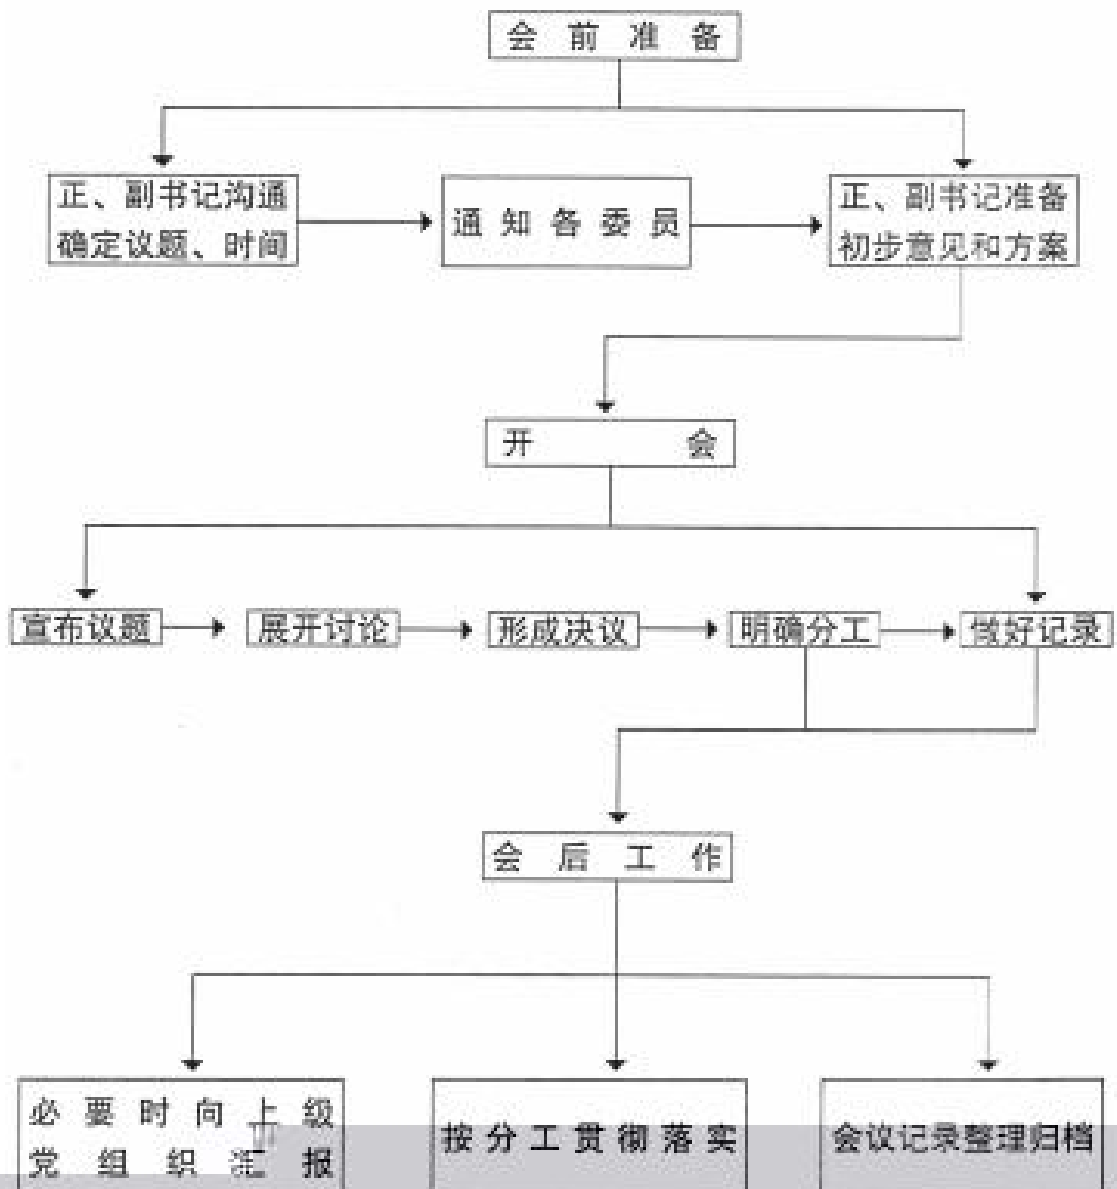 会前准备
正、副书记沟通
确定议题、时间
通知各委员
正、副书记准备
初步意见和方案
开会
宣布议题
展开讨论
形成决议
明确分工
做好记录
会后工作
必要时向上级
党组织汇报
按分工贯彻落实
会议记录整理归档